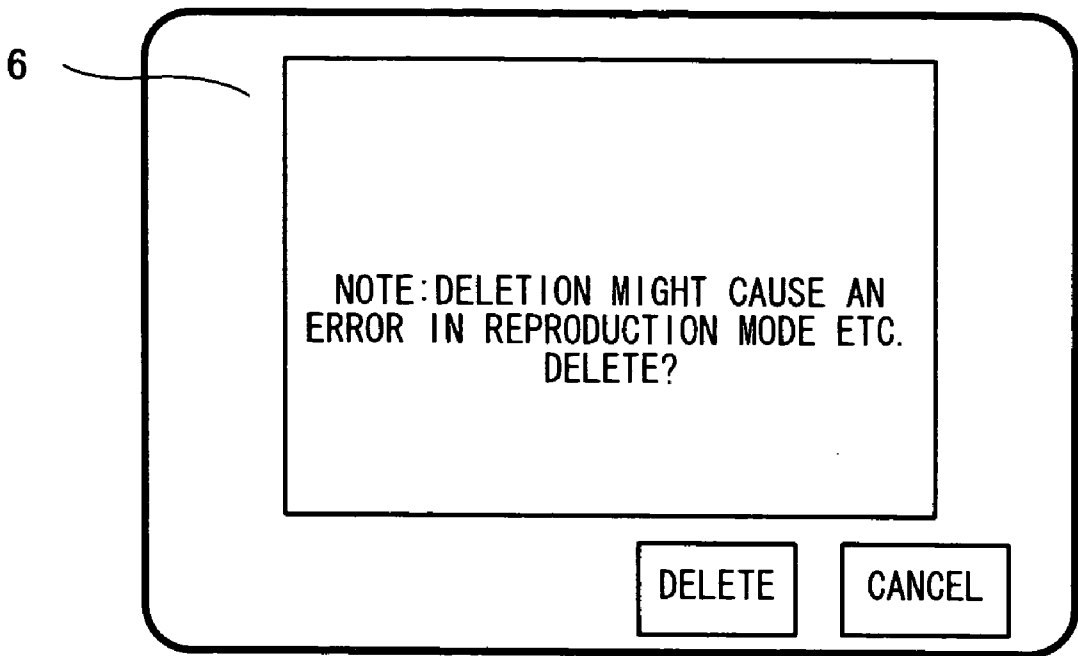 6
NOTE:DELETION MIGHT CAUSE AN
ERROR IN REPRODUCTION MODE ETC.
DELETE?
DELETE
CANCEL